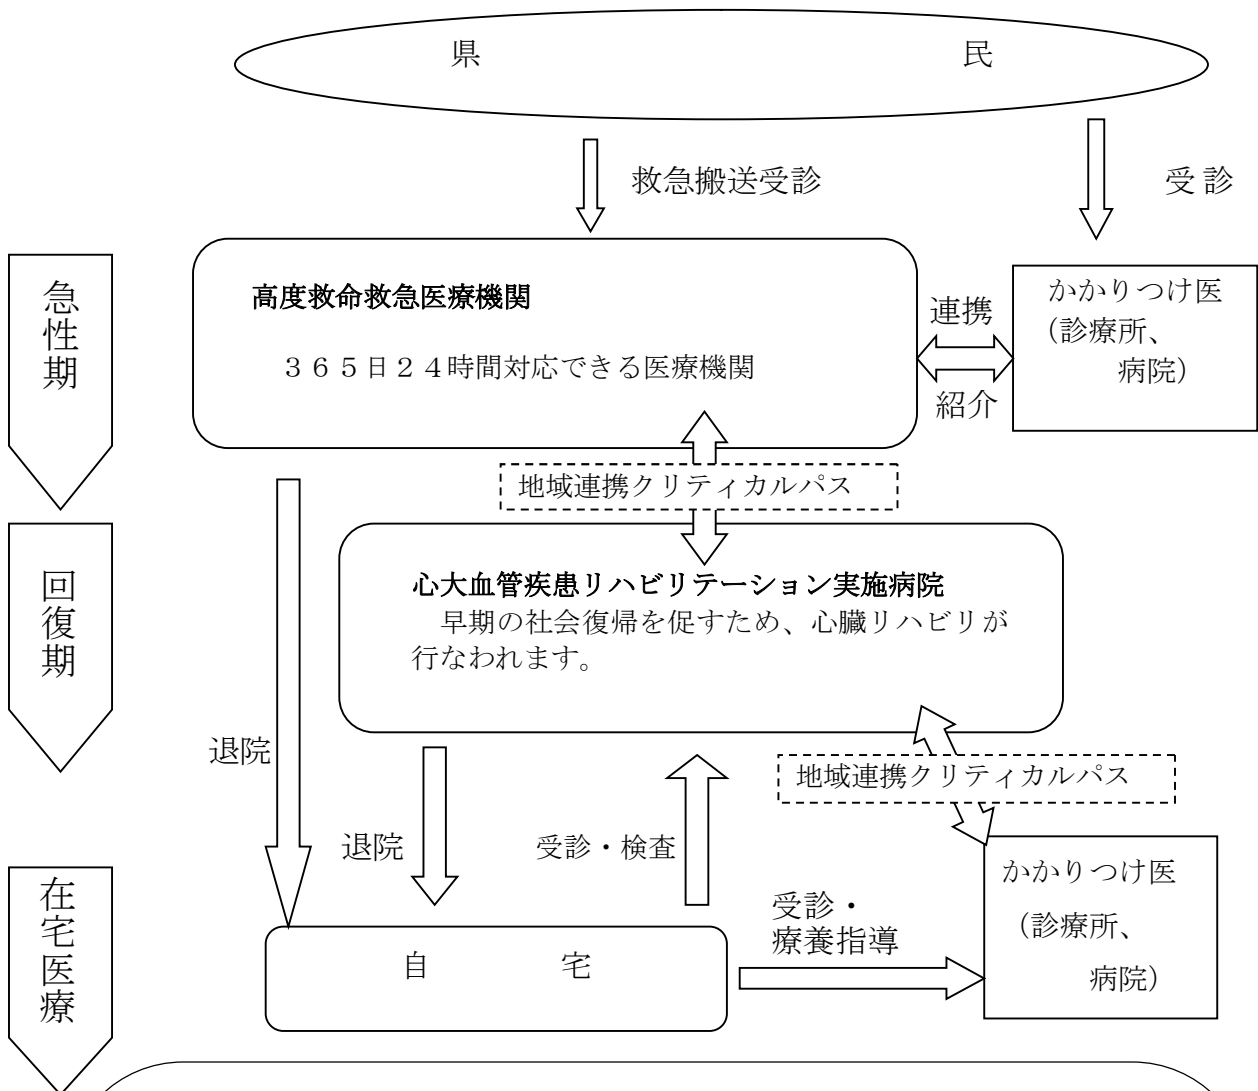 県　　　　民
救急搬送受診
受診
急性期
高度救命救急医療機関
３６５日２４時間対応できる医療機関
連携
紹介
かかりつけ医
（診療所、
病院）
地域連携クリティカルパス
回復期
心大血管疾患リハビリテーション実施病院
早期の社会復帰を促すため、心臓リハビリが
行なわれます。
退院
地域連携クリティカルパス
退院
受診・検査
在宅医療
自　　　　宅
受診・
療養指導
かかりつけ医
（診療所、
病院）